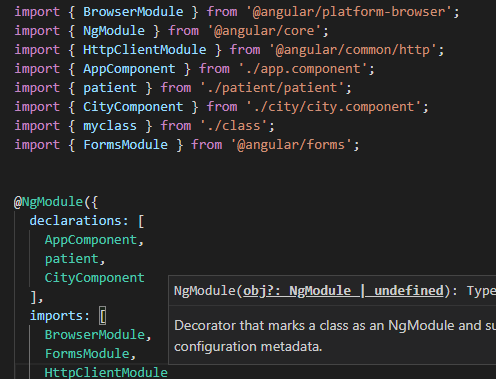 import { BrowserModule } from '@angular/platform-browser';
import { NgModule } from '@angular/core';
import { HttpClientModule } from '@angular/common/http';
import { AppComponent } from './app.component';
import { patient } from './patient/patient';
import { CityComponent } from './city/city.component';
import { myclass } from './class';
import { FormsModule } from '@angular/forms';
@NgModule({
declarations: [
AppComponent,
patient,
CityComponent
],
imports: [
BrowserModule,
FormsModule,
HttpClientModule
NgModule(obj?: NgModule | undefined): Type
Decorator that marks a class as an NgModule and su
configuration metadata.